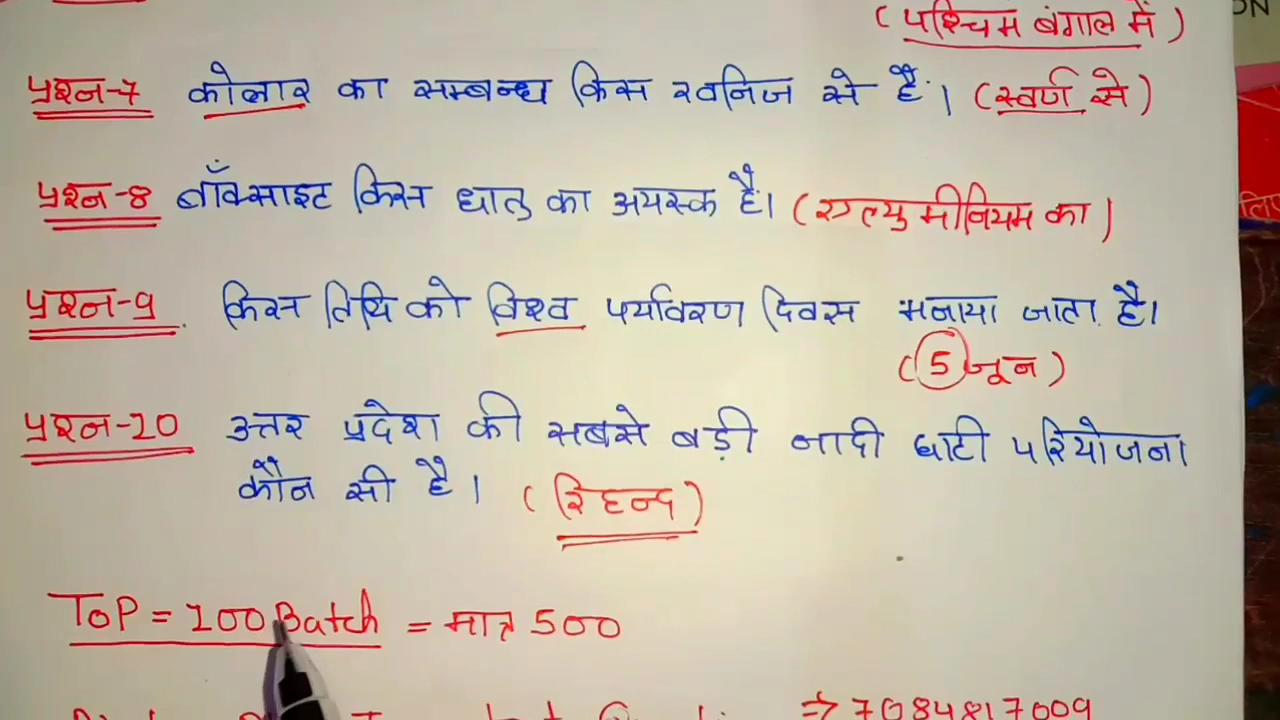 (पश्चिम बंगाल में)
प्रश्न-7 कोलार का सम्बन्ध किस खनिज से है। (स्वर्ण से)
प्रश्न-8 बॉक्साइट किस धातु का अयस्क है। (एल्युमीनियम का)
प्रश्न-9 किस तिथि को विश्व पर्यावरण दिवस मनाया जाता है।
(5 जून)
प्रश्न-10 उत्तर प्रदेश की सबसे बड़ी नादी घाटी परियोजना
कौन सी है। (रिहन्द)
TOP = 100 Batch = मात्र 500
⇒ 7084817009